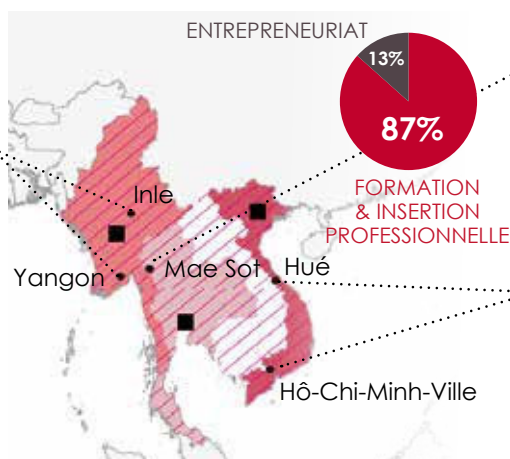 ENTREPRENEURIAT
13%
87%
FORMATION
& INSERTION
PROFESSIONNELLE
Inle
Yangon
Mae Sot
Hué
Hô-Chi-Minh-Ville